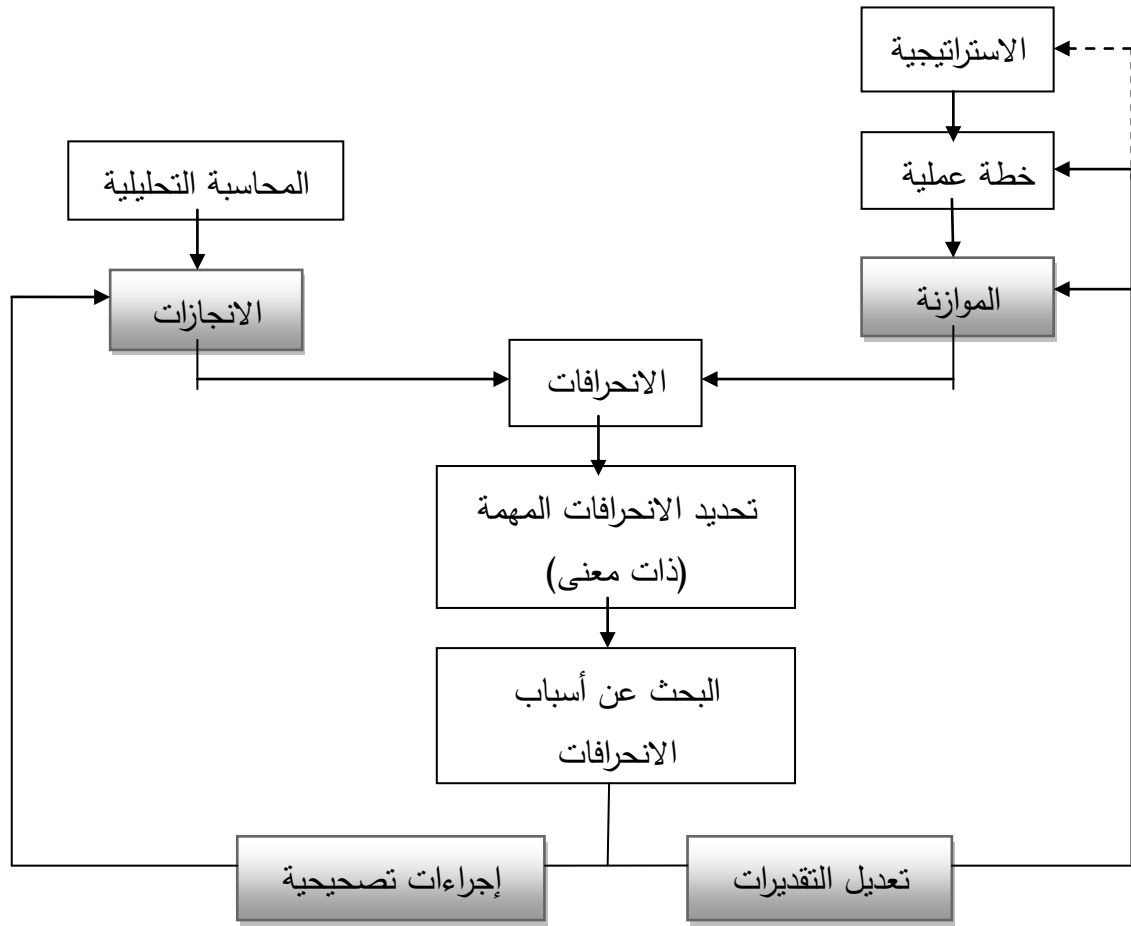 الاستراتيجية
خطة عملية
المحاسبة التحليلية
الموازنة
الانجازات
الانحرافات
تحديد الانحرافات المهمة
(ذات معنى)
البحث عن أسباب
الانحرافات
تعديل التقديرات
إجراءات تصحيحية